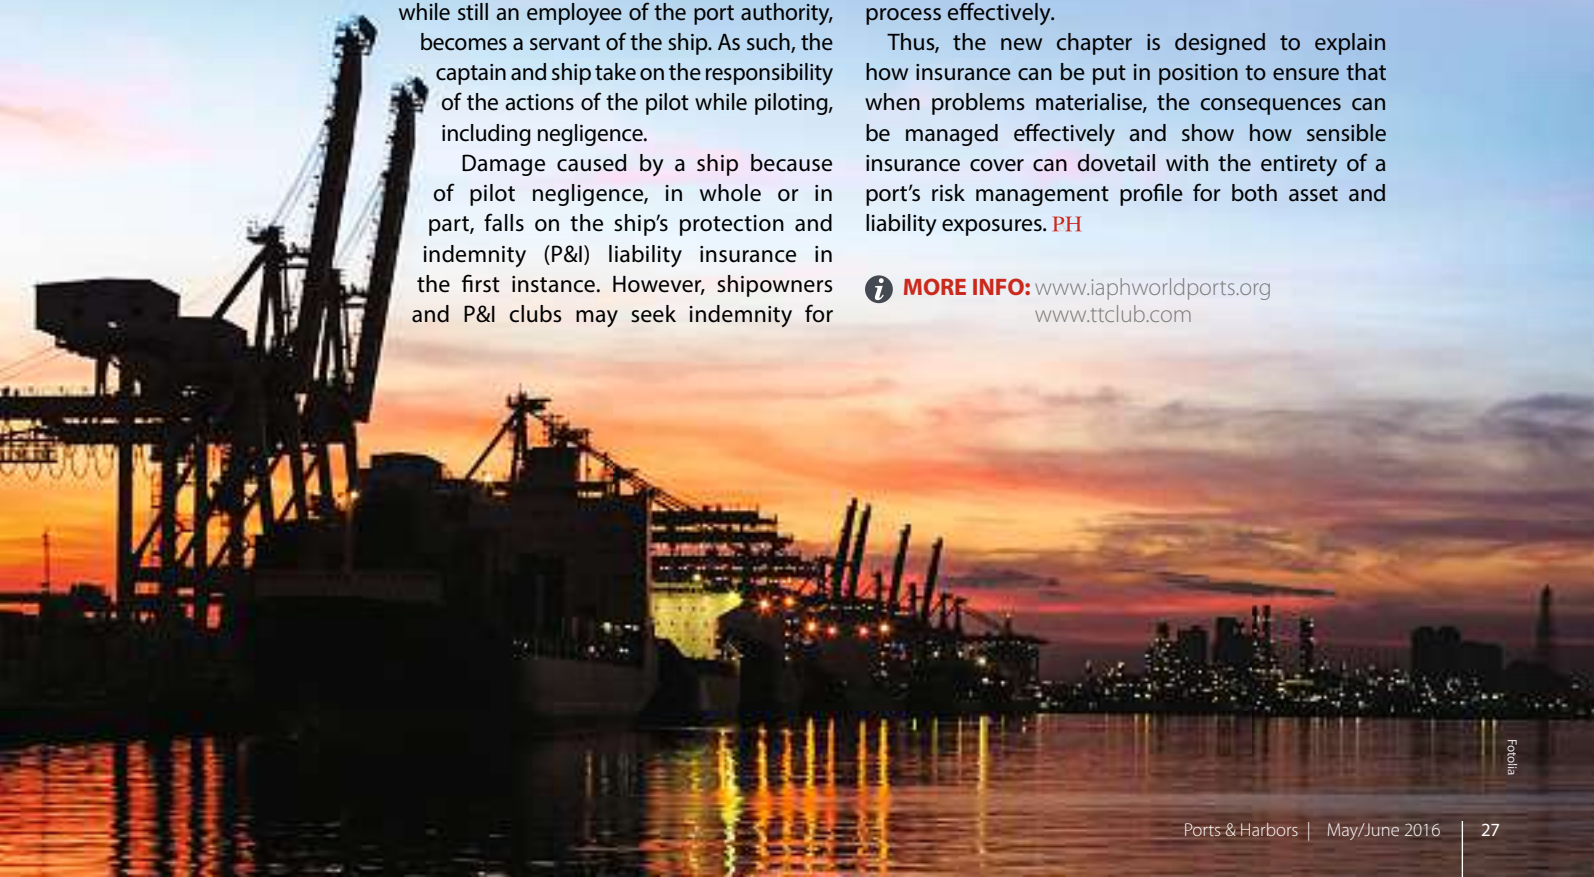 while still an employee of the port authority,
becomes a servant of the ship. As such, the
captain and ship take on the responsibility
of the actions of the pilot while piloting,
including negligence.
Damage caused by a ship because
of pilot negligence, in whole or in
part, falls on the ship's protection and
indemnity (P&I) liability insurance in
the first instance. However, shipowners
and P&I clubs may seek indemnity for
process effectively.
Thus, the new chapter is designed to explain
how insurance can be put in position to ensure that
when problems materialise, the consequences can
be managed effectively and show how sensible
insurance cover can dovetail with the entirety of a
port's risk management profile for both asset and
liability exposures. PH
i MORE INFO: www.iaphworldports.org
www.ttclub.com
Fotolia
Ports & Harbors | May/June 2016 | 27